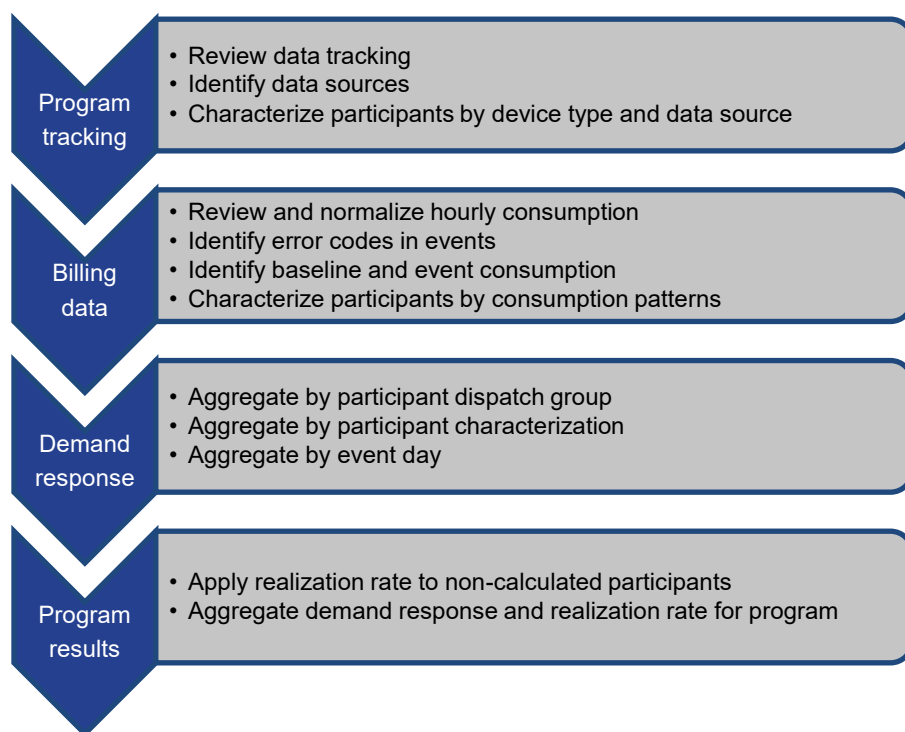 Program
tracking
• Review data tracking
• Identify data sources
• Characterize participants by device type and data source
Billing
data
• Review and normalize hourly consumption
• Identify error codes in events
• Identify baseline and event consumption
• Characterize participants by consumption patterns
Demand
response
• Aggregate by participant dispatch group
• Aggregate by participant characterization
• Aggregate by event day
Program
results
• Apply realization rate to non-calculated participants
• Aggregate demand response and realization rate for program